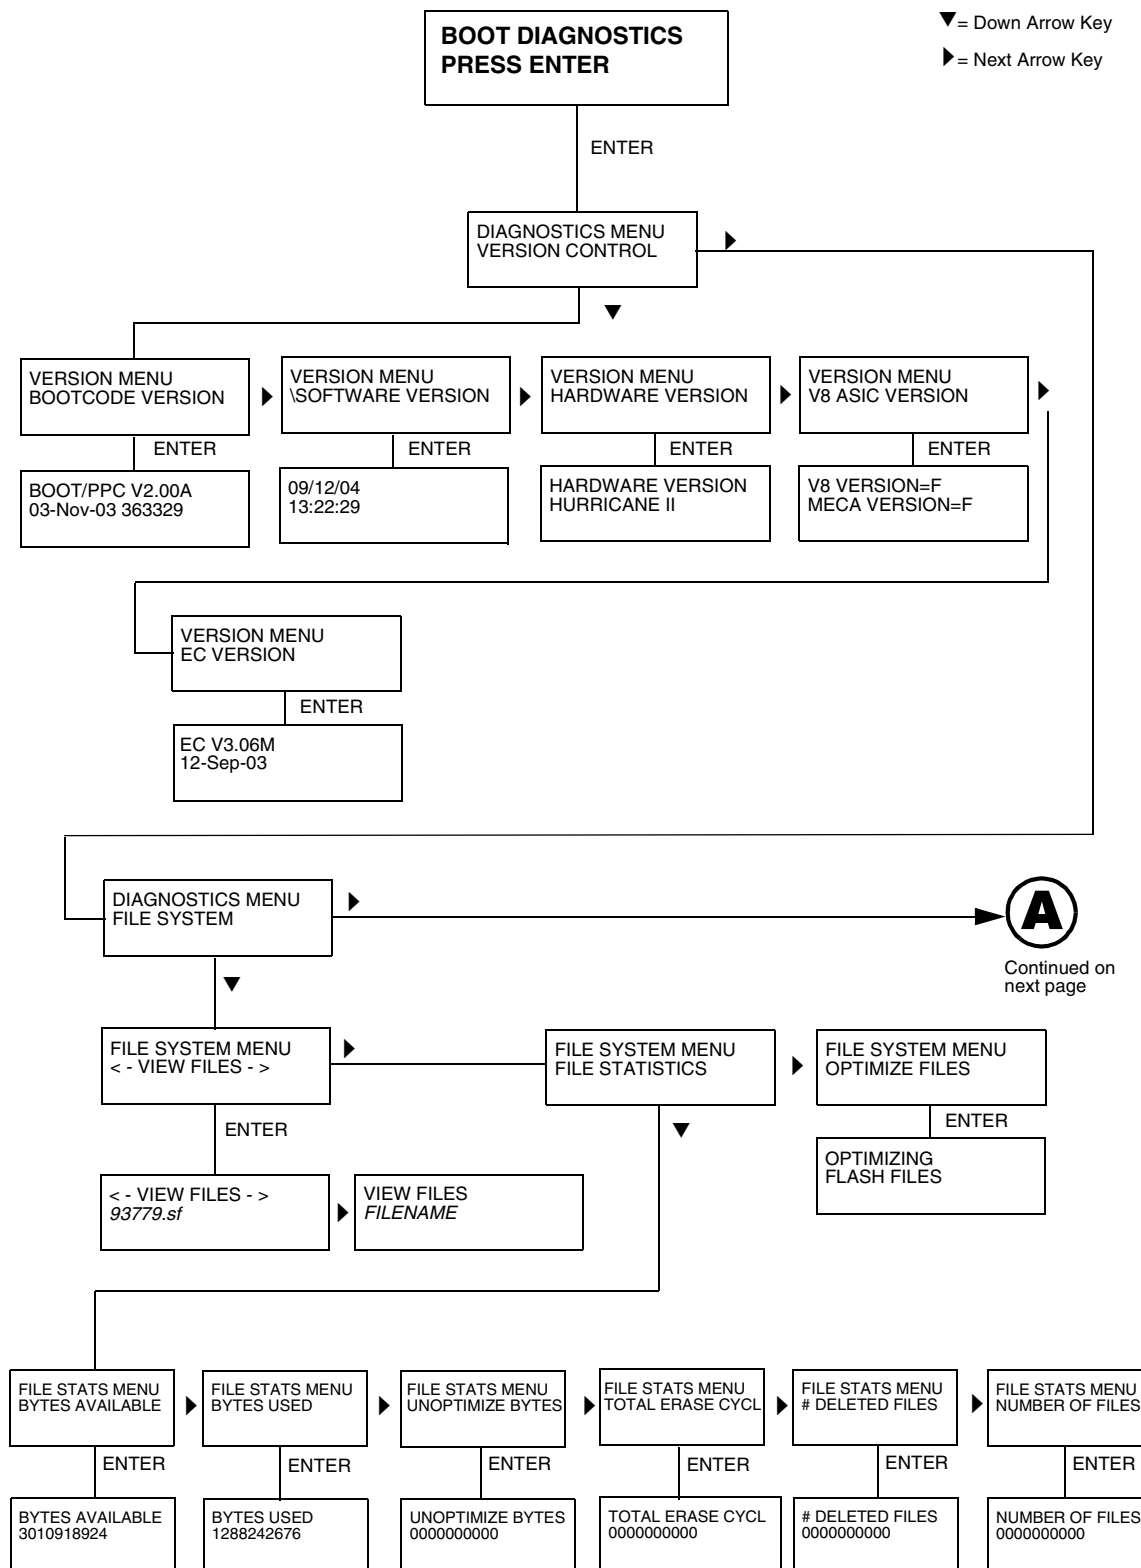 BOOT DIAGNOSTICS
PRESS ENTER
▼= Down Arrow Key
▶= Next Arrow Key
ENTER
DIAGNOSTICS MENU
VERSION CONTROL
VERSION MENU
BOOTCODE VERSION
VERSION MENU
\SOFTWARE VERSION
VERSION MENU
HARDWARE VERSION
VERSION MENU
V8 ASIC VERSION
ENTER
ENTER
ENTER
ENTER
BOOT/PPC V2.00A
03-Nov-03 363329
09/12/04
13:22:29
HARDWARE VERSION
HURRICANE II
V8 VERSION=F
MECA VERSION=F
VERSION MENU
EC VERSION
ENTER
EC V3.06M
12-Sep-03
DIAGNOSTICS MENU
FILE SYSTEM
A
Continued on
next page
FILE SYSTEM MENU
< - VIEW FILES - >
FILE SYSTEM MENU
FILE STATISTICS
FILE SYSTEM MENU
OPTIMIZE FILES
ENTER
ENTER
OPTIMIZING
FLASH FILES
< - VIEW FILES - >
93779.sf
VIEW FILES
FILENAME
FILE STATS MENU
BYTES AVAILABLE
FILE STATS MENU
BYTES USED
FILE STATS MENU
UNOPTIMIZE BYTES
FILE STATS MENU
TOTAL ERASE CYCL
FILE STATS MENU
# DELETED FILES
FILE STATS MENU
NUMBER OF FILES
ENTER
ENTER
ENTER
ENTER
ENTER
ENTER
BYTES AVAILABLE
3010918924
BYTES USED
1288242676
UNOPTIMIZE BYTES
0000000000
TOTAL ERASE CYCL
0000000000
# DELETED FILES
0000000000
NUMBER OF FILES
0000000000